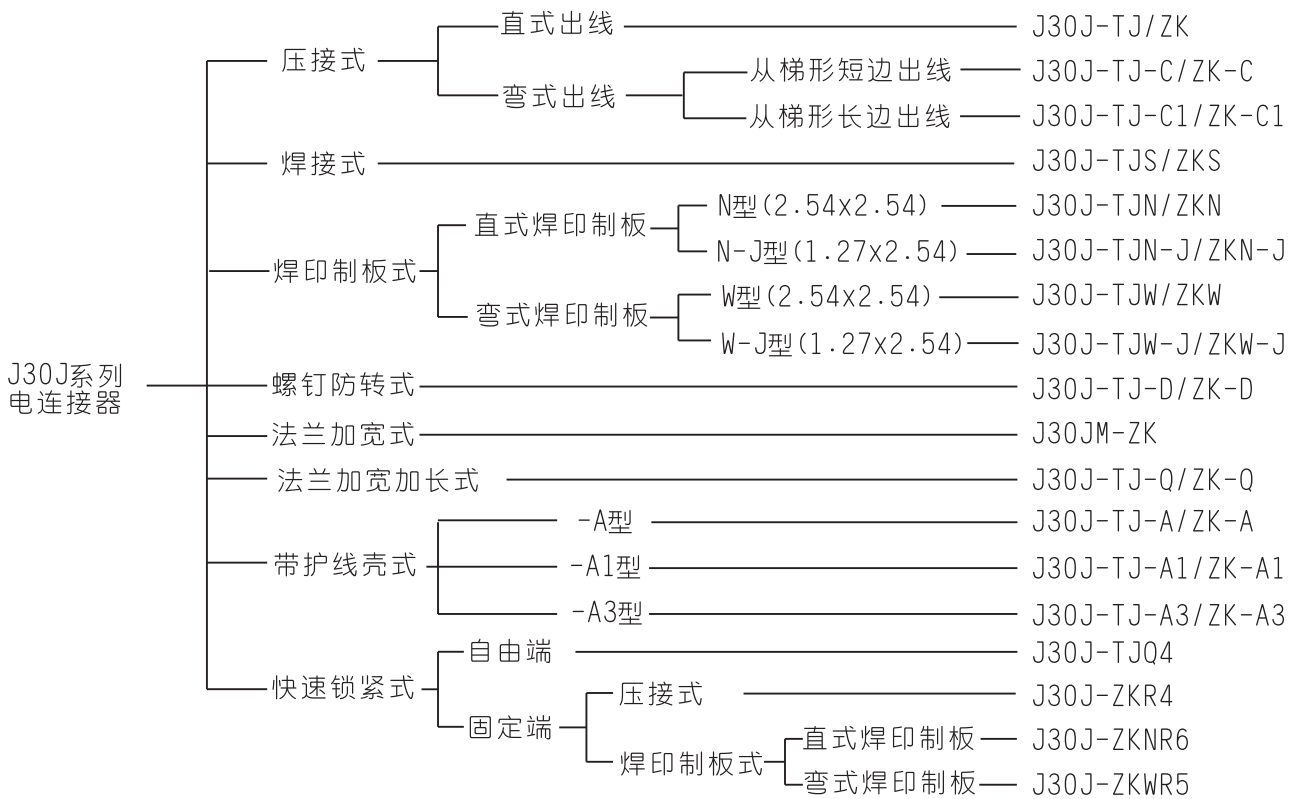 直式出线 J30J-TJ/ZK
压接式
从梯形短边出线 J30J-TJ-C/ZK-C
弯式出线
从梯形长边出线 J30J-TJ-C1/ZK-C1
焊接式 J30J-TJS/ZKS
N型(2.54x2.54) J30J-TJN/ZKN
直式焊印制板
N-J型(1.27x2.54) J30J-TJN-J/ZKN-J
焊印制板式
W型(2.54x2.54) J30J-TJW/ZKW
弯式焊印制板
W-J型(1.27x2.54) J30J-TJW-J/ZKW-J
J30J系列
电连接器
螺钉防转式 J30J-TJ-D/ZK-D
法兰加宽式 J30JM-ZK
法兰加宽加长式 J30J-TJ-Q/ZK-Q
-A型 J30J-TJ-A/ZK-A
带护线壳式 -A1型 J30J-TJ-A1/ZK-A1
-A3型 J30J-TJ-A3/ZK-A3
自由端 J30J-TJQ4
快速锁紧式
压接式 J30J-ZKR4
固定端
直式焊印制板 J30J-ZKNR6
焊印制板式
弯式焊印制板 J30J-ZKWR5